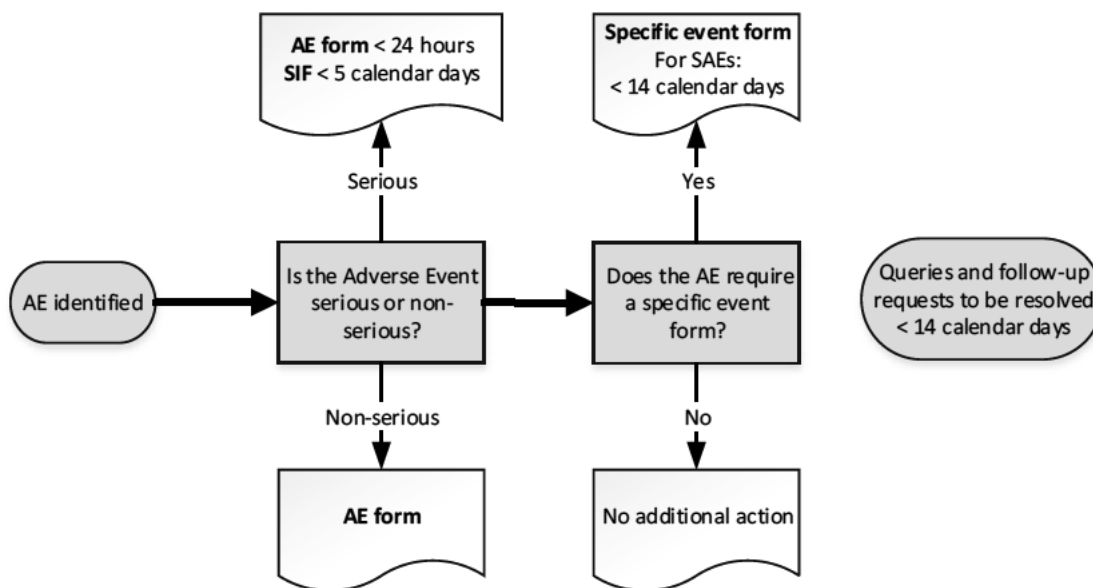 AE form < 24 hours
SIF < 5 calendar days
Specific event form
For SAEs:
< 14 calendar days
Serious
Yes
AE identified
Is the Adverse Event
serious or non-
serious?
Does the AE require
a specific event
form?
Queries and follow-up
requests to be resolved
< 14 calendar days
Non-serious
No
AE form
No additional action